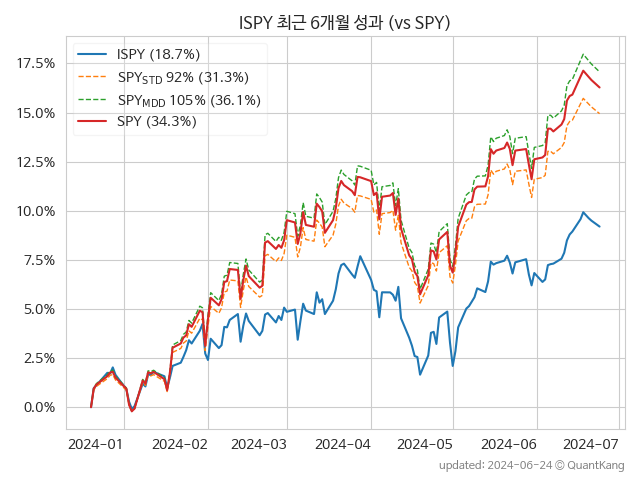 ISPY 최근 6개월 성과 (vs SPY)
ISPY (18.7%)
SPYSTD 92% (31.3%)
SPYMDD 105% (36.1%)
SPY (34.3%)
17.5%
15.0%
12.5%
10.0%
7.5%
5.0%
2.5%
0.0%
2024-01 2024-02 2024-03 2024-04 2024-05 2024-06 2024-07
updated: 2024-06-24 © QuantKang